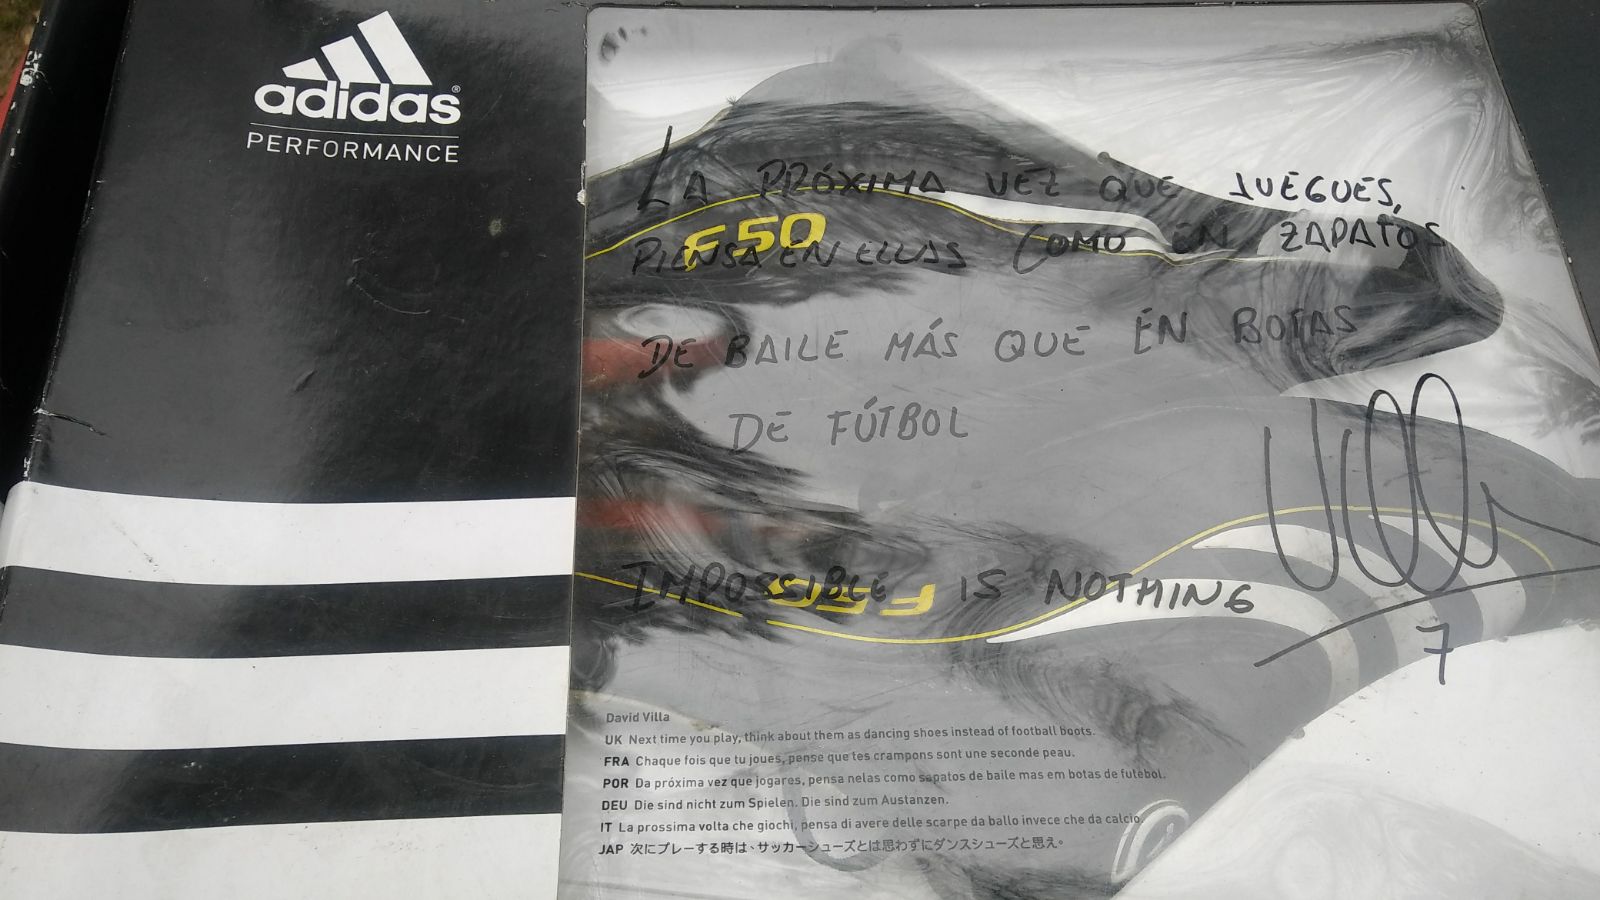 adidas®
PERFORMANCE
LA PRÓXIMA VEZ QUE JUEGUES,
PIENSA EN ELLAS COMO EN ZAPATOS
DE BAILE MÁS QUE EN BOTAS
DE FÚTBOL
F50
IMPOSSIBLE IS NOTHING
F50
Villa
7
David Villa
UK Next time you play, think about them as dancing shoes instead of football boots.
FRA Chaque fois que tu joues, pense que tes crampons sont une seconde peau.
POR Da próxima vez que jogares, pensa nelas como sapatos de baile mas em botas de futebol.
DEU Die sind nicht zum Spielen. Die sind zum Austanzen.
IT La prossima volta che giochi, pensa di avere delle scarpe da ballo invece che da calcio.
JAP 次にプレーする時は、サッカーシューズとは思わずにダンスシューズと思え。